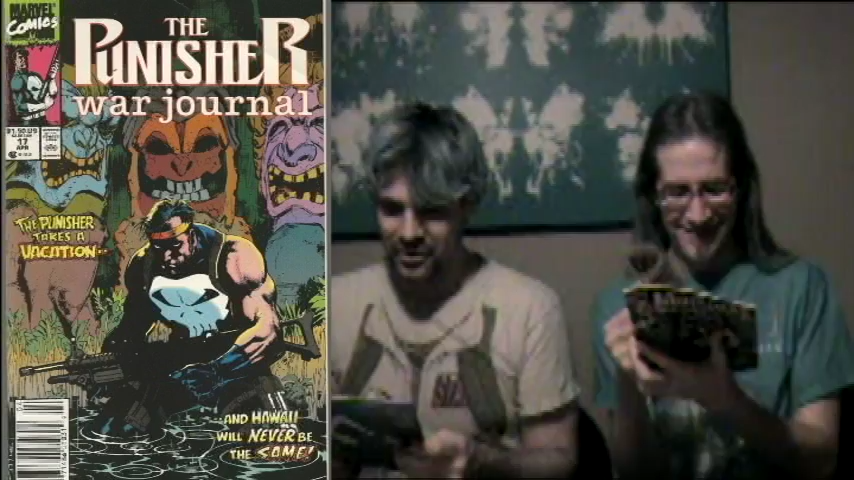 MARVEL
COMICS
THE
PUNISHER
war journal
$1.50 US
17
APR
THE PUNISHER
TAKES A
VACATION...
...AND HAWAII
WILL NEVER BE
THE SAME!